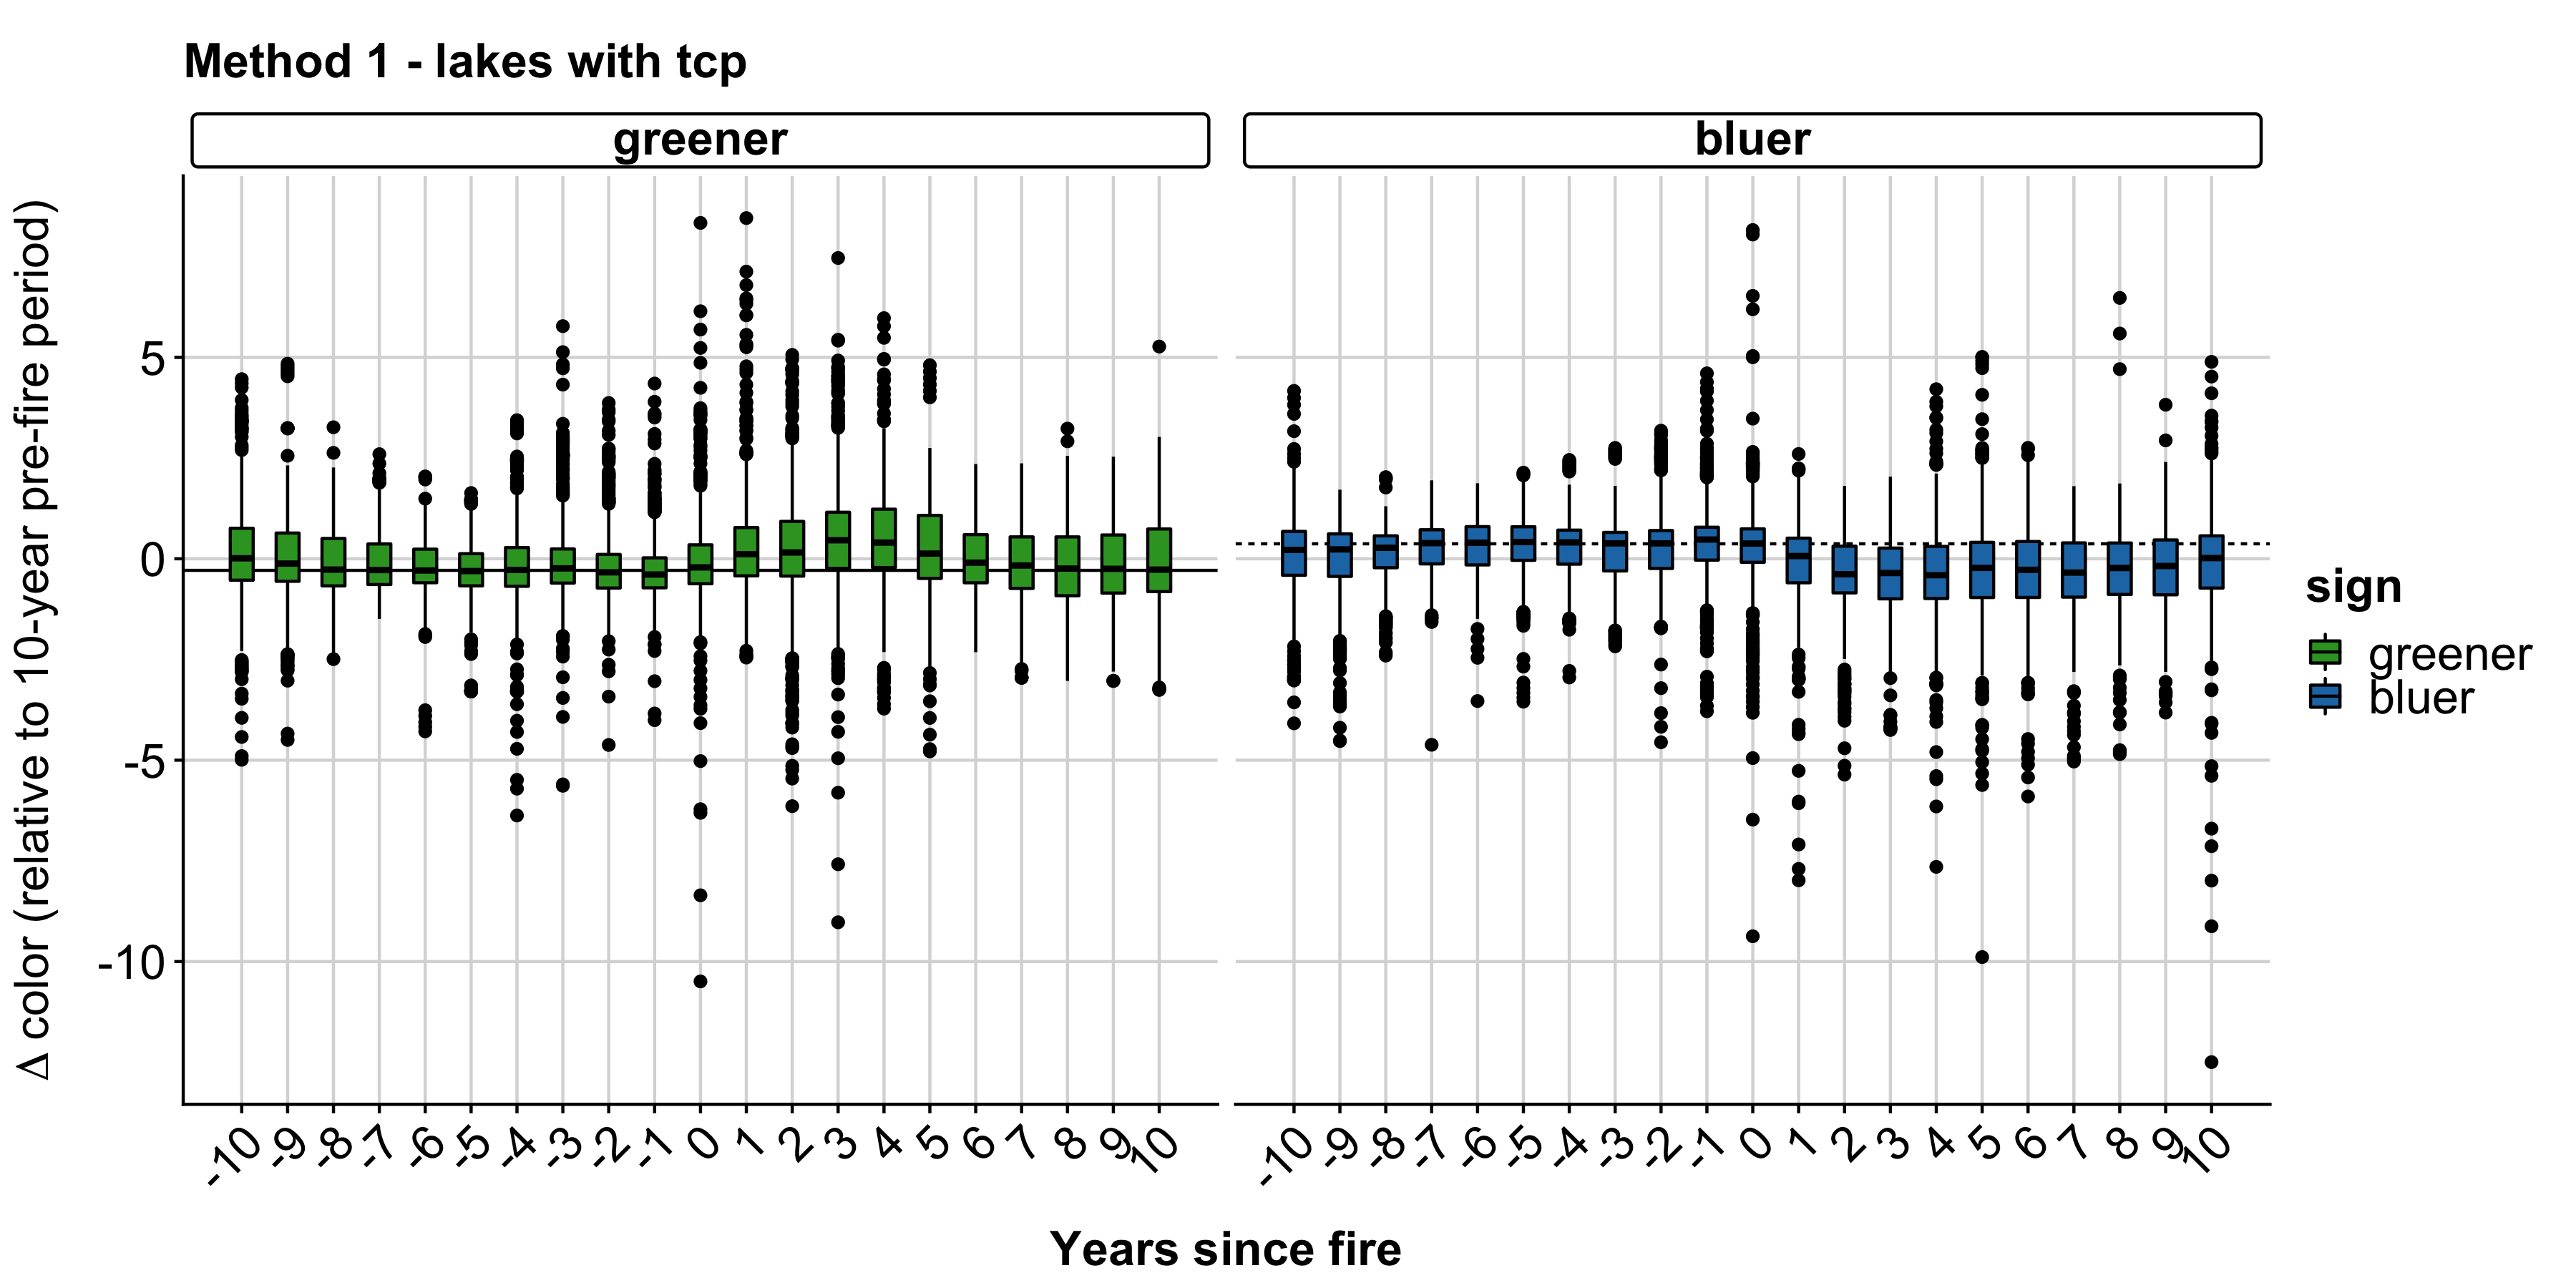 Method 1 - lakes with tcp
greener
bluer
Δ color (relative to 10-year pre-fire period)
5
0
-5
-10
-10 -9 -8 -7 -6 -5 -4 -3 -2 -1 0 1 2 3 4 5 6 7 8 9 10
-10 -9 -8 -7 -6 -5 -4 -3 -2 -1 0 1 2 3 4 5 6 7 8 9 10
Years since fire
sign
greener
bluer